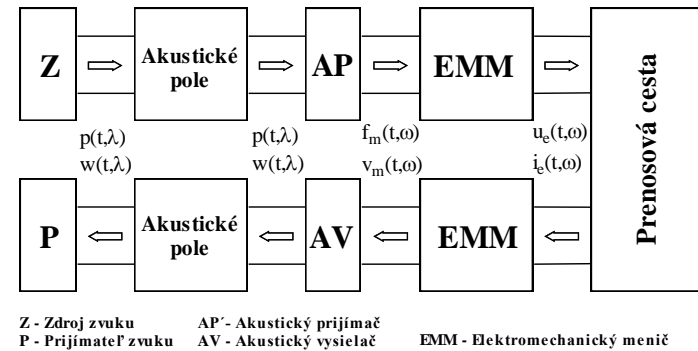 Z
Akustické
pole
AP
EMM
Prenosová cesta
p(t,λ)
w(t,λ)
p(t,λ)
w(t,λ)
f_m(t,ω)
v_m(t,ω)
u_e(t,ω)
i_e(t,ω)
P
Akustické
pole
AV
EMM
Z - Zdroj zvuku
AP´- Akustický prijímač
P - Prijímateľ zvuku
AV - Akustický vysielač
EMM - Elektromechanický menič